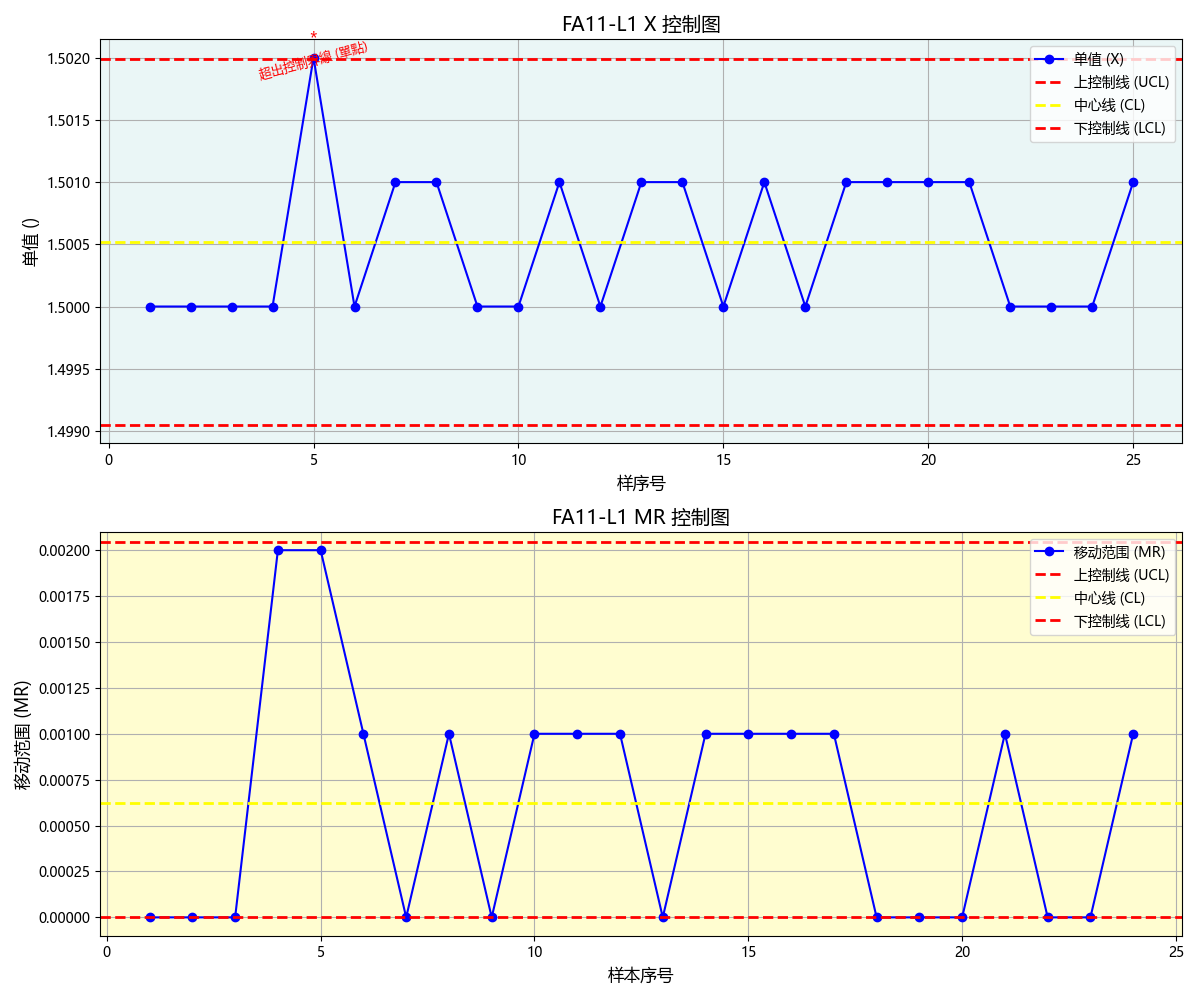 FA11-L1 X 控制图
*
超出控制界線 (單點)
单值 (X)
上控制线 (UCL)
中心线 (CL)
下控制线 (LCL)
1.5020
1.5015
1.5010
1.5005
1.5000
1.4995
1.4990
单值 ()
0 5 10 15 20 25
样序号
FA11-L1 MR 控制图
移动范围 (MR)
上控制线 (UCL)
中心线 (CL)
下控制线 (LCL)
0.00200
0.00175
0.00150
0.00125
0.00100
0.00075
0.00050
0.00025
0.00000
移动范围 (MR)
0 5 10 15 20 25
样本序号